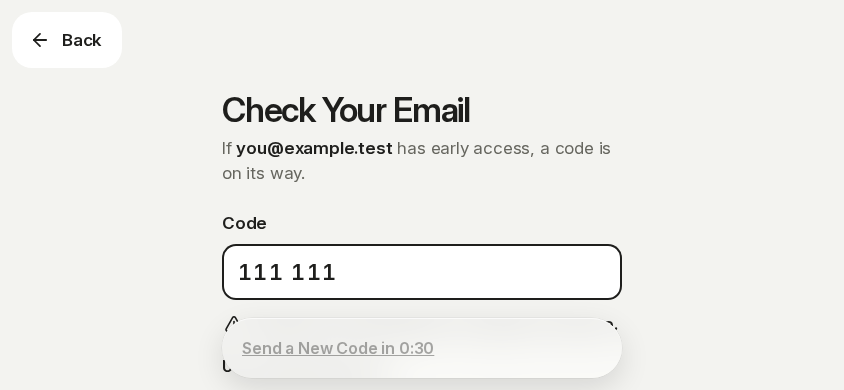 Back
Check Your Email
If you@example.test has early access, a code is
on its way.
Code
111 111
Send a New Code in 0:30